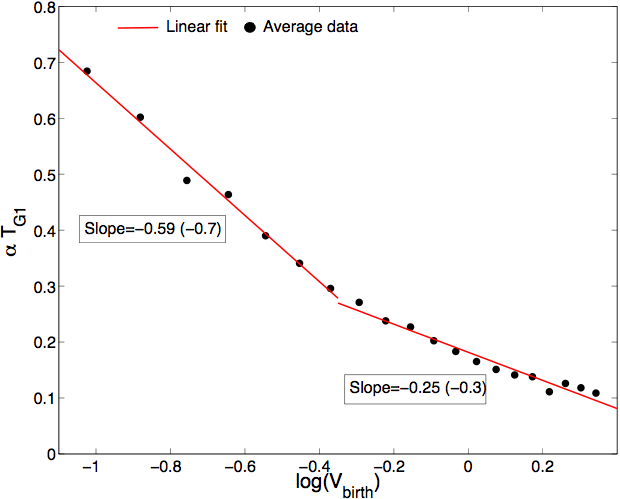 Linear fit Average data
0.8
0.7
0.6
0.5
0.4
0.3
0.2
0.1
0
α T_G1
Slope=−0.59 (−0.7)
Slope=−0.25 (−0.3)
−1 −0.8 −0.6 −0.4 −0.2 0 0.2
log(V_birth)